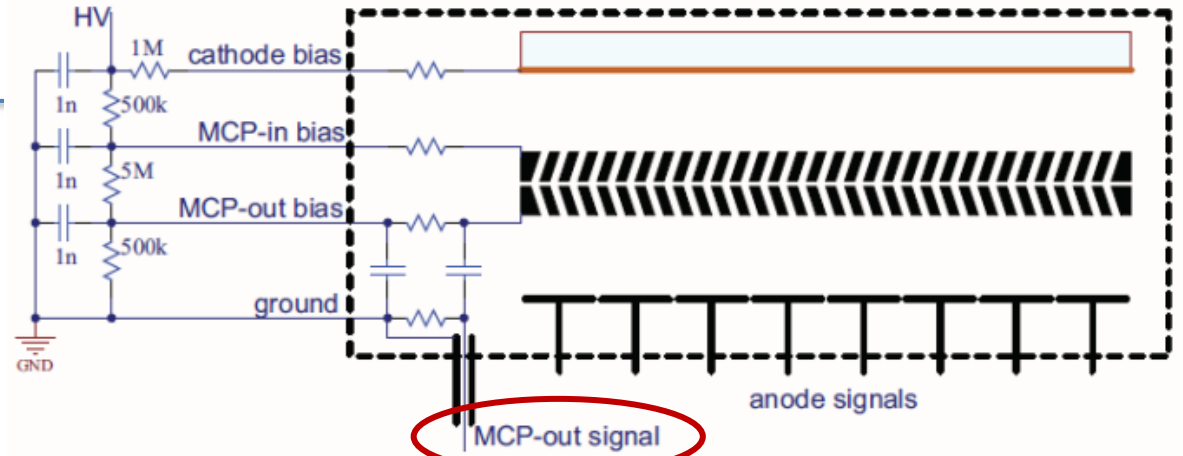 HV
1M
cathode bias
1n
500k
MCP-in bias
1n
5M
MCP-out bias
1n
500k
ground
GND
anode signals
MCP-out signal